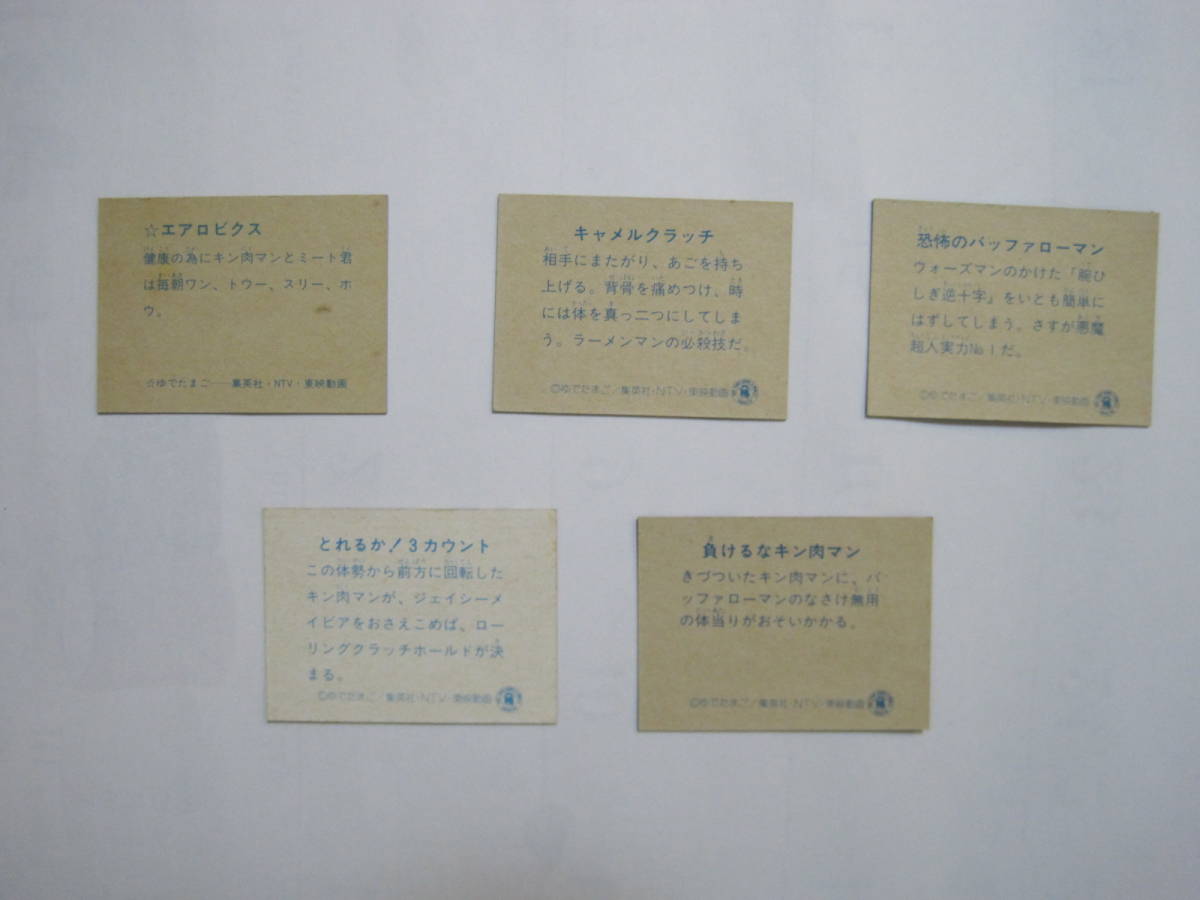 ☆エアロビクス
健康の為にキン肉マンとミート君
は毎朝ワン、トウー、スリー、ホ
ウ。
☆ゆでたまご──集英社・NTV・東映動画
キャメルクラッチ
相手にまたがり、あごを持ち
上げる。背骨を痛めつけ、時
には体を真っ二つにしてしま
う。ラーメンマンの必殺技だ。
©ゆでたまご/集英社・NTV・東映動画
恐怖のバッファローマン
ウォーズマンのかけた「腕ひ
しぎ逆十字」をいとも簡単に
はずしてしまう。さすが悪魔
超人実力No1だ。
©ゆでたまご/集英社・NTV・東映動画
とれるか!3カウント
この体勢から前方に回転した
キン肉マンが、ジェイシーメ
イビアをおさえこめば、ロー
リングクラッチホールドが決
まる。
©ゆでたまご/集英社・NTV・東映動画
負けるなキン肉マン
きづついたキン肉マンに、バ
ッファローマンのなさけ無用
の体当りがおそいかかる。
©ゆでたまご/集英社・NTV・東映動画